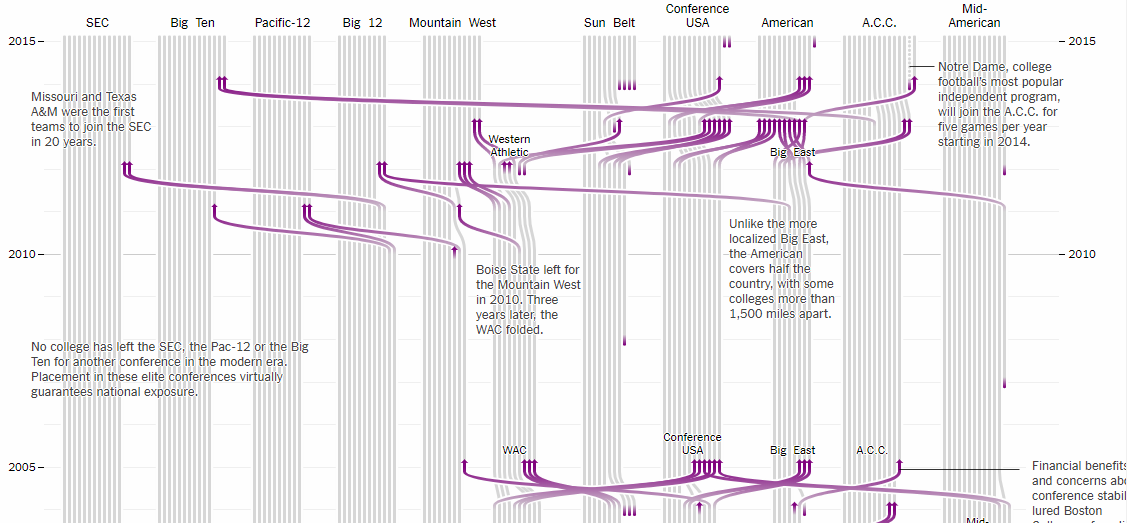 SEC
Big Ten
Pacific-12
Big 12
Mountain West
Sun Belt
Conference
USA
American
A.C.C.
Mid-
American
2015
2015
Missouri and Texas
A&M were the first
teams to join the SEC
in 20 years.
Notre Dame, college
football's most popular
independent program,
will join the A.C.C. for
five games per year
starting in 2014.
Western
Athletic
Big East
Unlike the more
localized Big East,
the American
covers half the
country, with some
colleges more than
1,500 miles apart.
2010
2010
Boise State left for
the Mountain West
in 2010. Three
years later, the
WAC folded.
No college has left the SEC, the Pac-12 or the Big
Ten for another conference in the modern era.
Placement in these elite conferences virtually
guarantees national exposure.
2005
WAC
Conference
USA
Big East
A.C.C.
Financial benefits
and concerns abo
conference stabil
lured Boston
Mid-